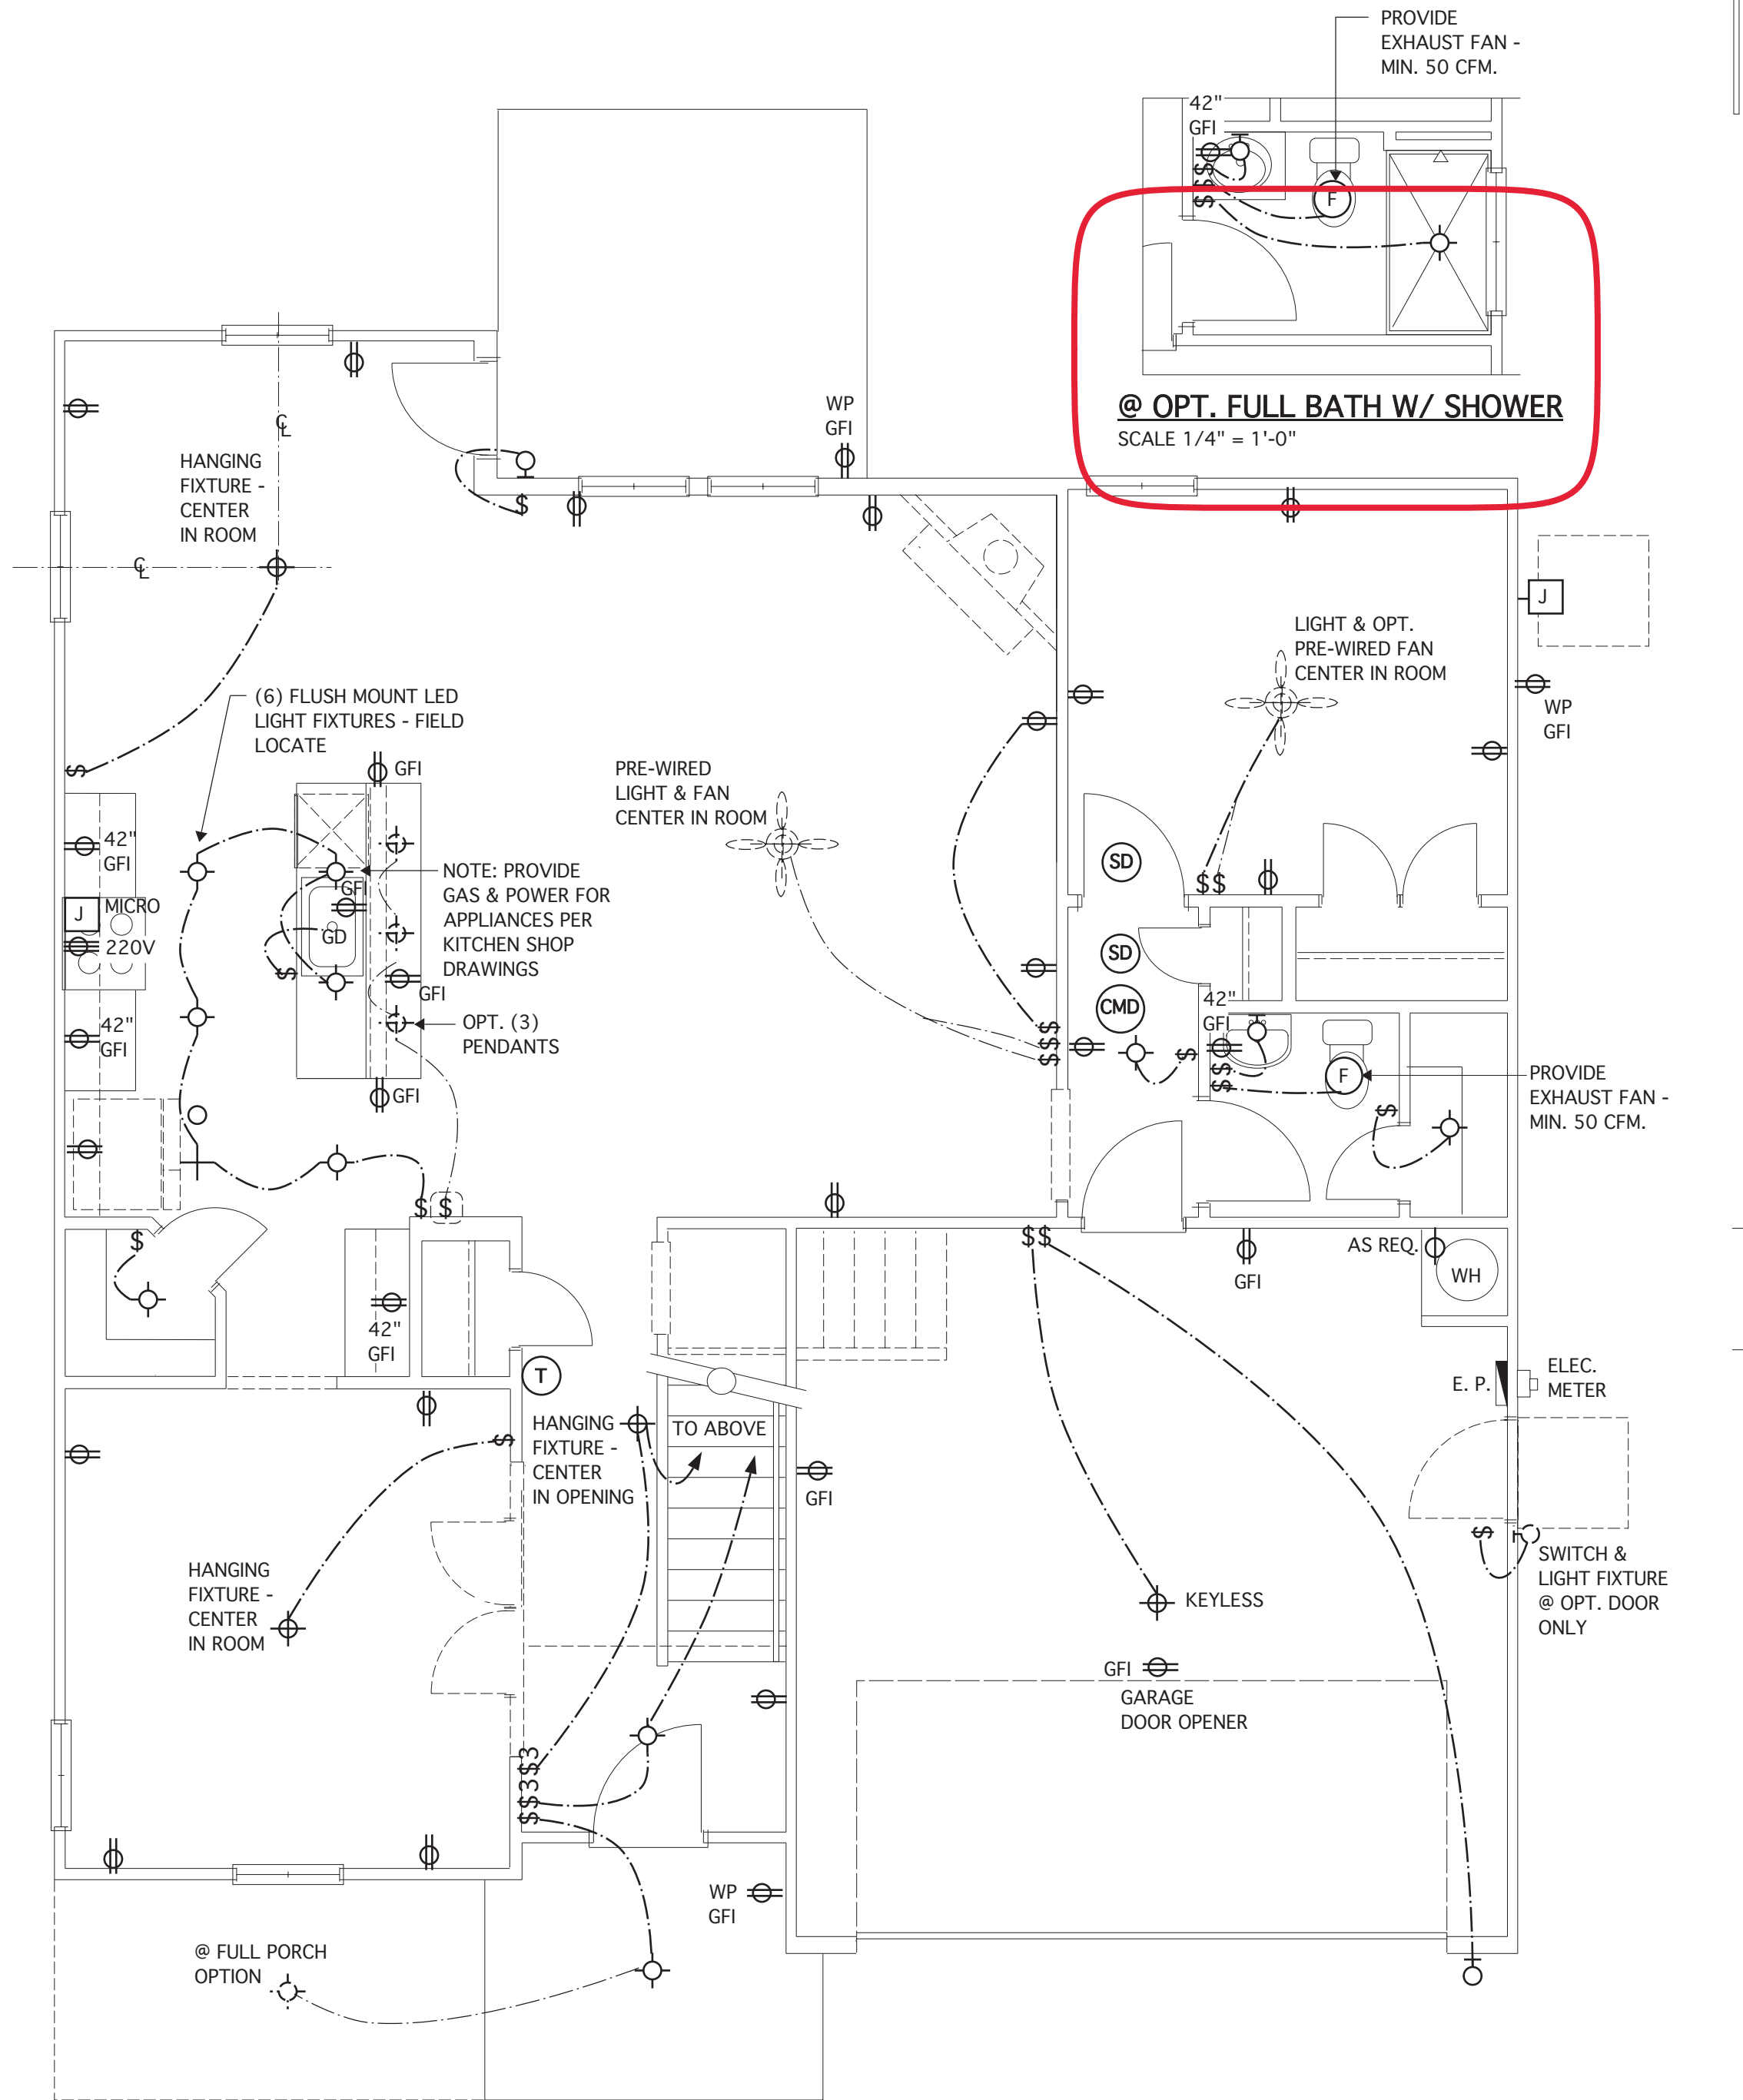 PROVIDE
EXHAUST FAN -
MIN. 50 CFM.
42"
GFI
$
$
$
F
@ OPT. FULL BATH W/ SHOWER
SCALE 1/4" = 1'-0"
WP
GFI
℄
HANGING
FIXTURE -
CENTER
IN ROOM
℄
$
J
LIGHT & OPT.
PRE-WIRED FAN
CENTER IN ROOM
WP
GFI
(6) FLUSH MOUNT LED
LIGHT FIXTURES - FIELD
LOCATE
$
GFI
PRE-WIRED
LIGHT & FAN
CENTER IN ROOM
42"
GFI
NOTE: PROVIDE
GAS & POWER FOR
APPLIANCES PER
KITCHEN SHOP
DRAWINGS
GFI
SD
$$
J
MICRO
GD
220V
$
SD
GFI
CMD
42"
GFI
42"
GFI
OPT. (3)
PENDANTS
$
$
$
$
$
$
F
PROVIDE
EXHAUST FAN -
MIN. 50 CFM.
GFI
$
$ $
$
$$
AS REQ.
WH
GFI
42"
GFI
T
E. P.
ELEC.
METER
HANGING
FIXTURE -
CENTER
IN OPENING
TO ABOVE
$
GFI
$
SWITCH &
LIGHT FIXTURE
@ OPT. DOOR
ONLY
HANGING
FIXTURE -
CENTER
IN ROOM
KEYLESS
GFI
GARAGE
DOOR OPENER
$$3$3
WP
GFI
@ FULL PORCH
OPTION